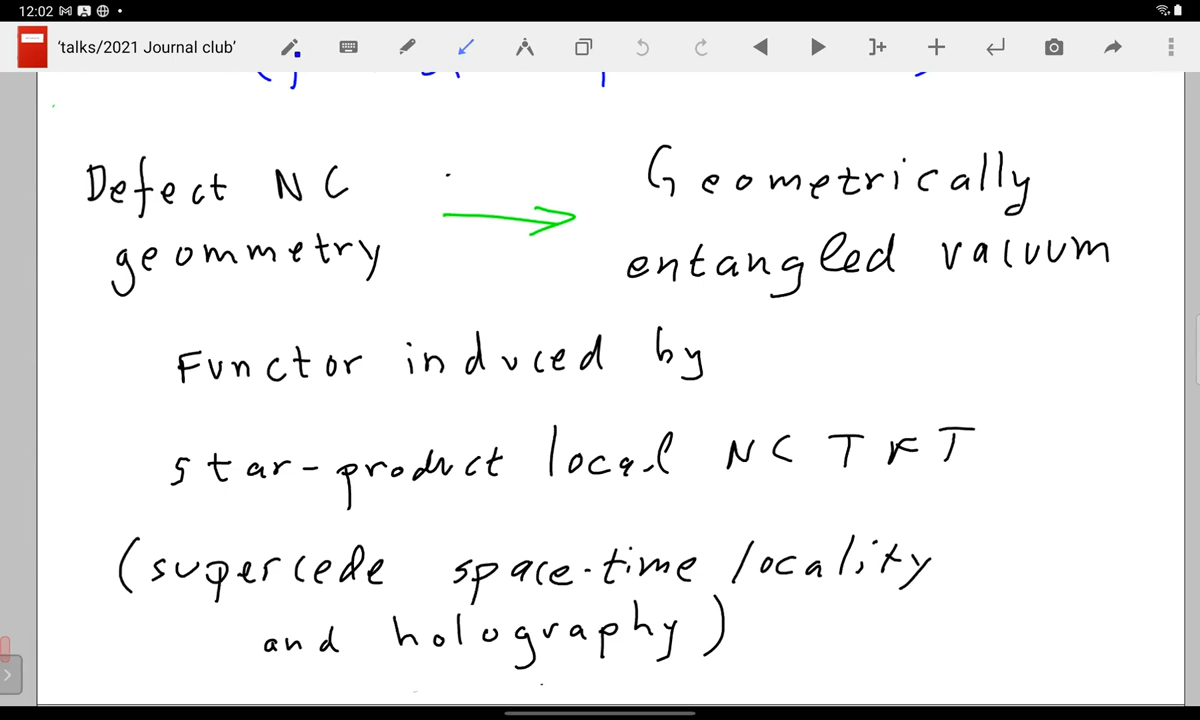 12:02
'talks/2021 Journal club'
Defect NC
geommetry
Geometrically
entangled vacuum
Functor induced by
star-product local NC TFT
(supercede space-time locality
and holography)